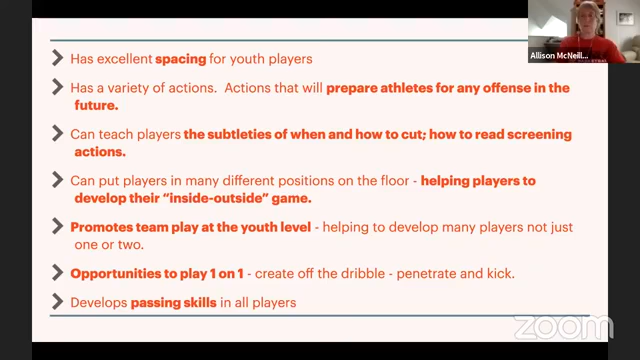 Has excellent spacing for youth players
Has a variety of actions. Actions that will prepare athletes for any offense in the
future.
Can teach players the subtleties of when and how to cut; how to read screening
actions.
Can put players in many different positions on the floor - helping players to
develop their “inside-outside” game.
Promotes team play at the youth level - helping to develop many players not just
one or two.
Opportunities to play 1 on 1 - create off the dribble - penetrate and kick.
Develops passing skills in all players
Allison McNeill...
zoom